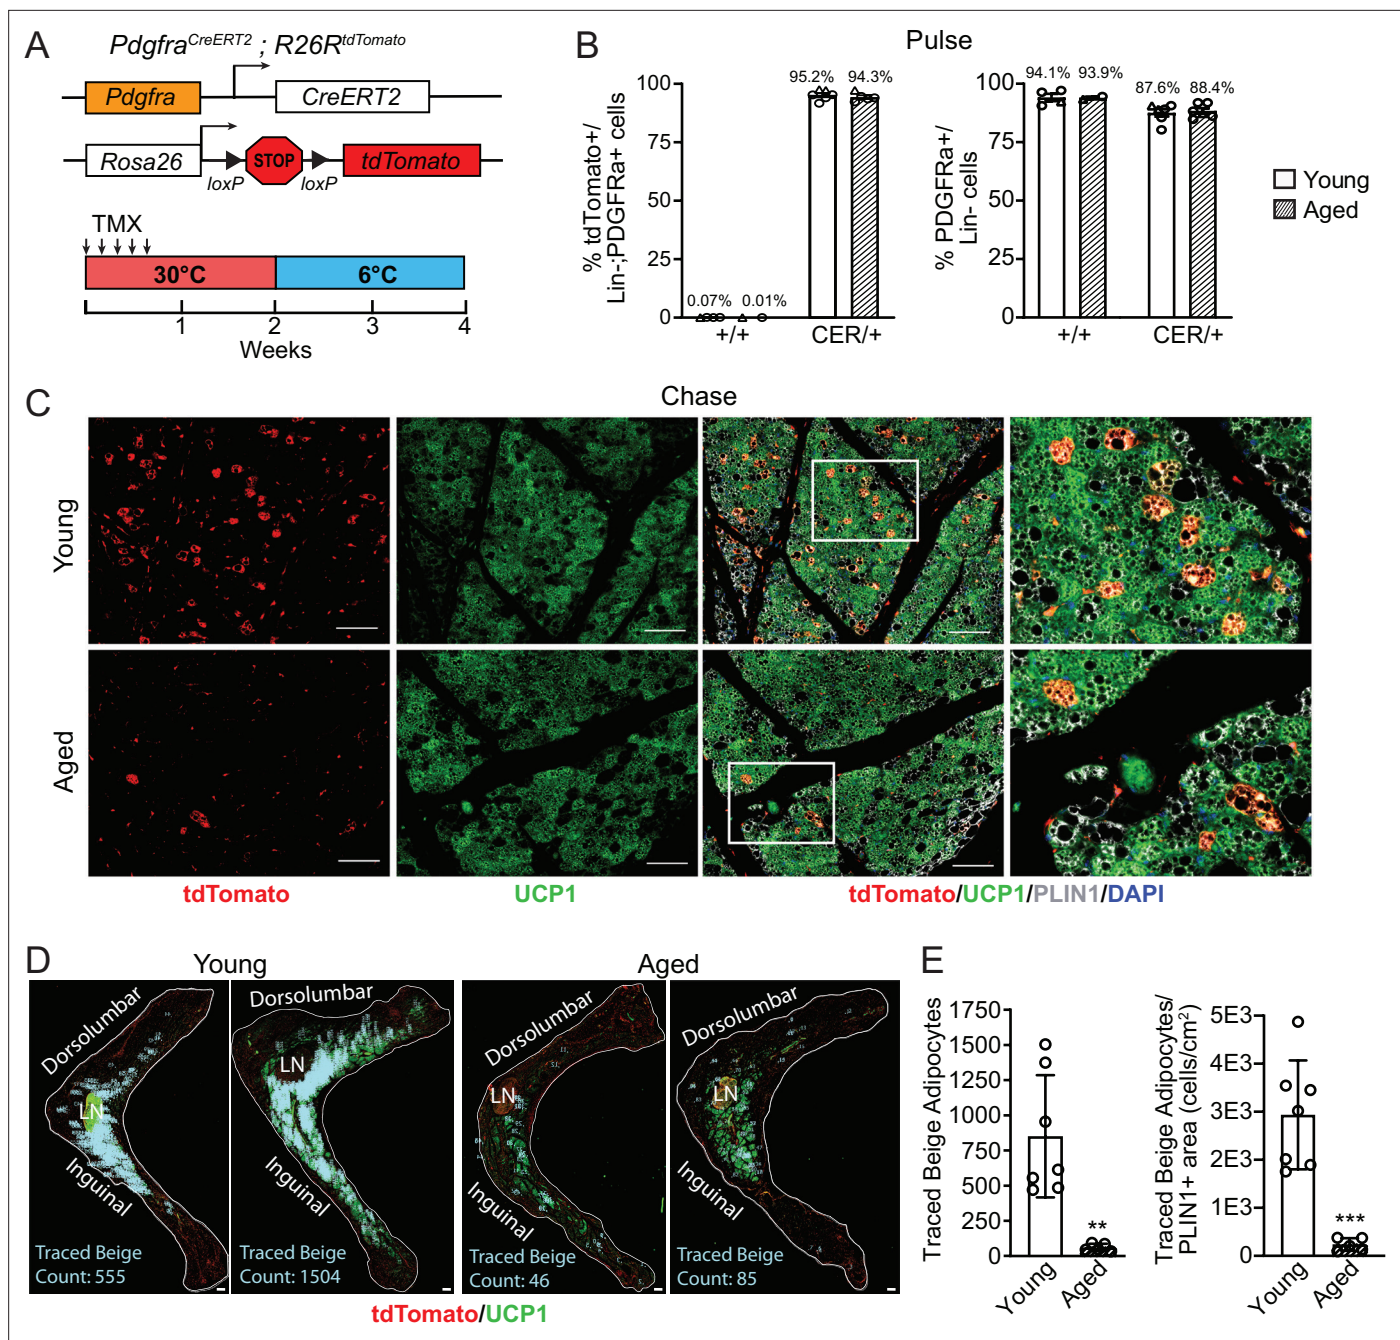 A
Pdgfra^CreERT2 ; R26R^tdTomato
Pdgfra
CreERT2
Rosa26
loxP
STOP
loxP
tdTomato
TMX
30°C
6°C
1
2
3
4
Weeks
B
Pulse
% tdTomato+/
Lin-;PDGFRa+ cells
100
75
50
25
0
0.07%
0.01%
95.2%
94.3%
+/+
CER/+
% PDGFRa+/
Lin- cells
100
75
50
25
0
94.1%
93.9%
87.6%
88.4%
+/+
CER/+
Young
Aged
C
Chase
Young
Aged
tdTomato
UCP1
tdTomato/UCP1/PLIN1/DAPI
D
Young
Aged
Dorsolumbar
LN
Inguinal
Traced Beige
Count: 555
Dorsolumbar
LN
Inguinal
Traced Beige
Count: 1504
Dorsolumbar
LN
Inguinal
Traced Beige
Count: 46
Dorsolumbar
LN
Inguinal
Traced Beige
Count: 85
tdTomato/UCP1
E
Traced Beige Adipocytes
1750
1500
1250
1000
750
500
250
0
**
Young
Aged
Traced Beige Adipocytes/
PLIN1+ area (cells/cm²)
5E3
4E3
3E3
2E3
1E3
0
***
Young
Aged